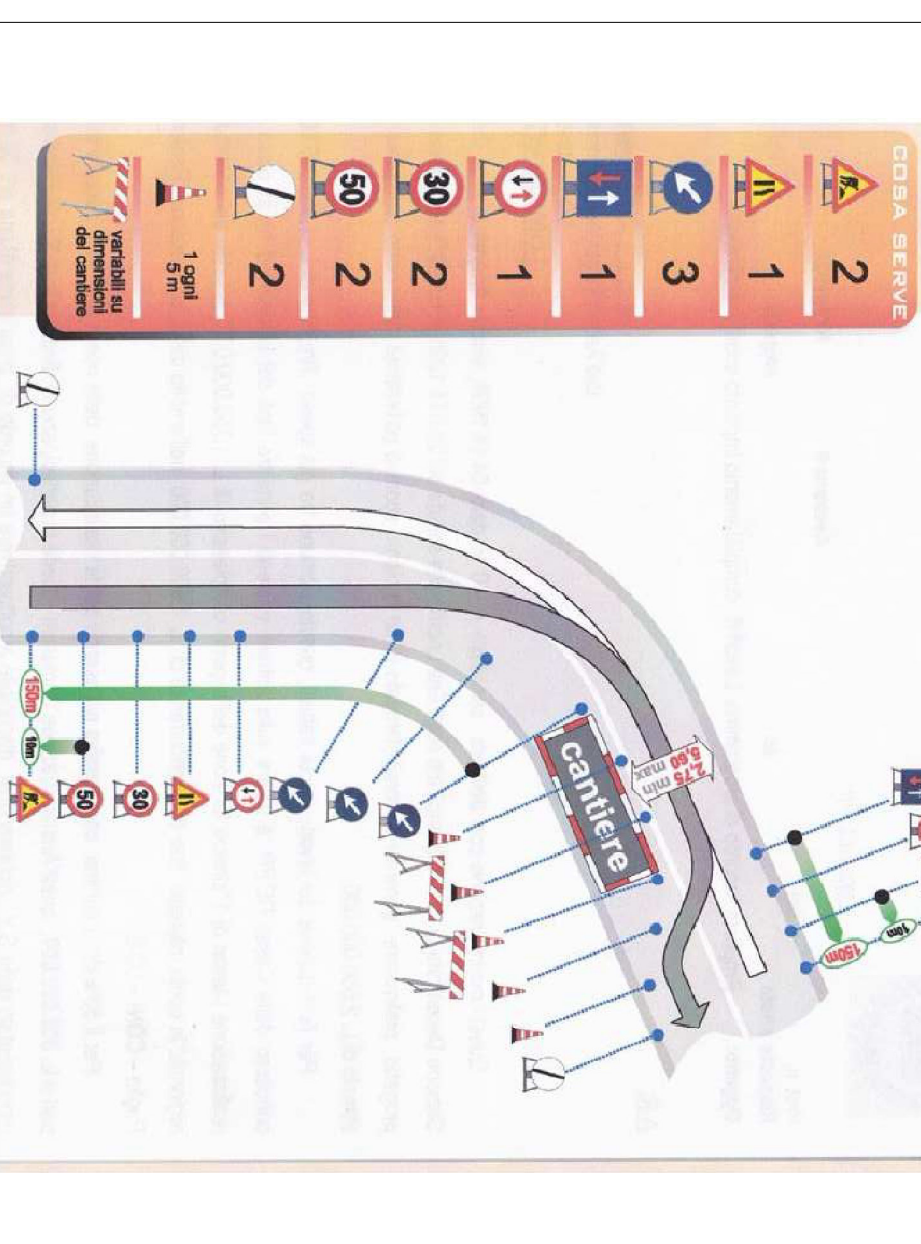 COSA SERVE
2
1
3
1
1
30 2
50 2
2
1 ogni
5 m
variabili su
dimensioni
del cantiere
cantiere
2,75 min
5,60 max
150m
10m
50
30
10m
150m